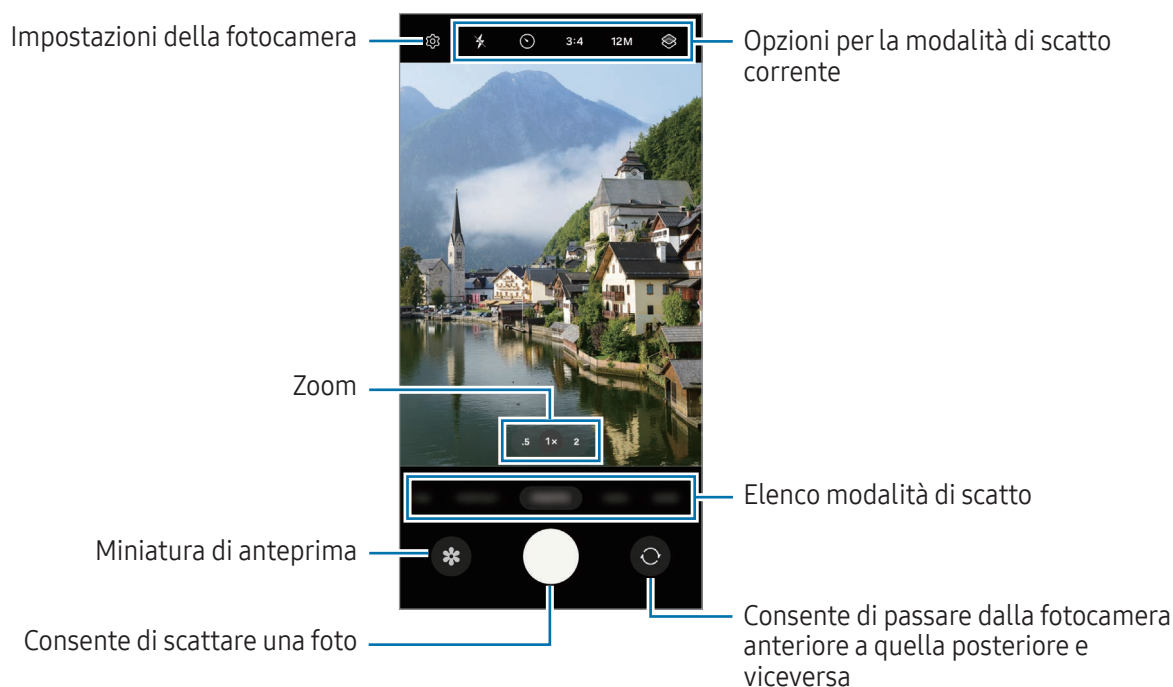 Impostazioni della fotocamera
3:4
12M
Opzioni per la modalità di scatto
corrente
Zoom
.5
1×
2
Elenco modalità di scatto
Miniatura di anteprima
Consente di scattare una foto
Consente di passare dalla fotocamera
anteriore a quella posteriore e
viceversa